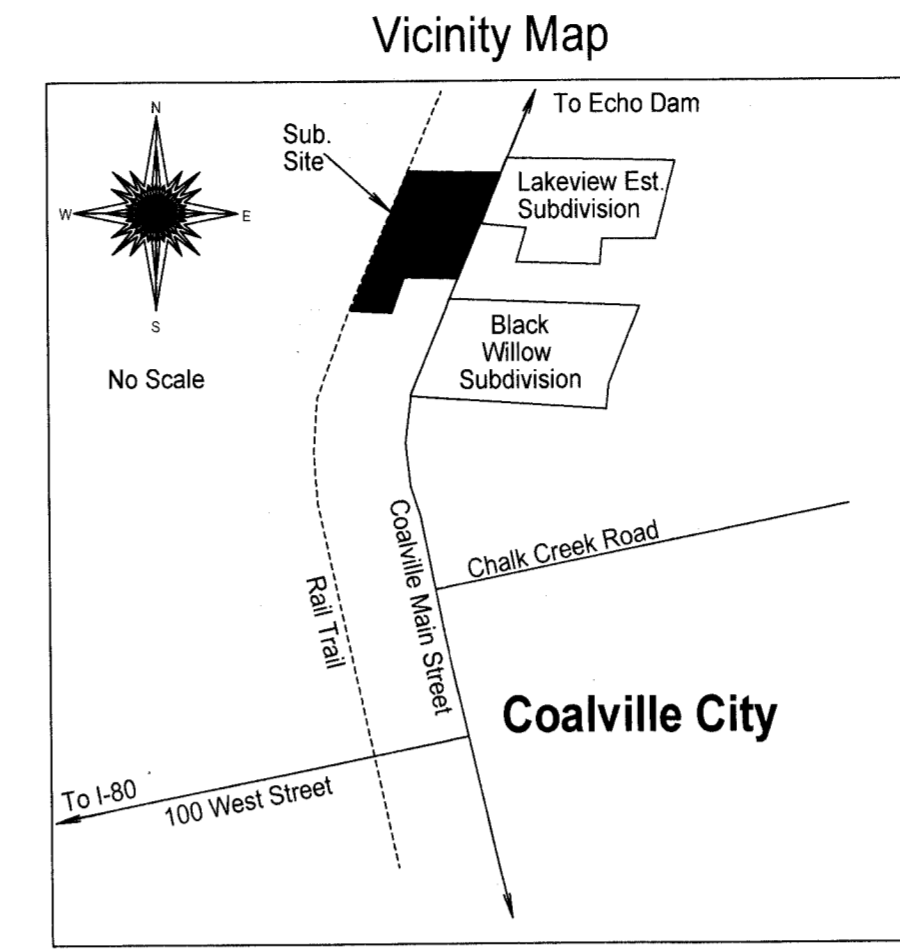 Vicinity Map
N
W
E
S
No Scale
To Echo Dam
Sub.
Site
Lakeview Est.
Subdivision
Black
Willow
Subdivision
Chalk Creek Road
Coalville Main Street
Rail Trail
Coalville City
To I-80
100 West Street